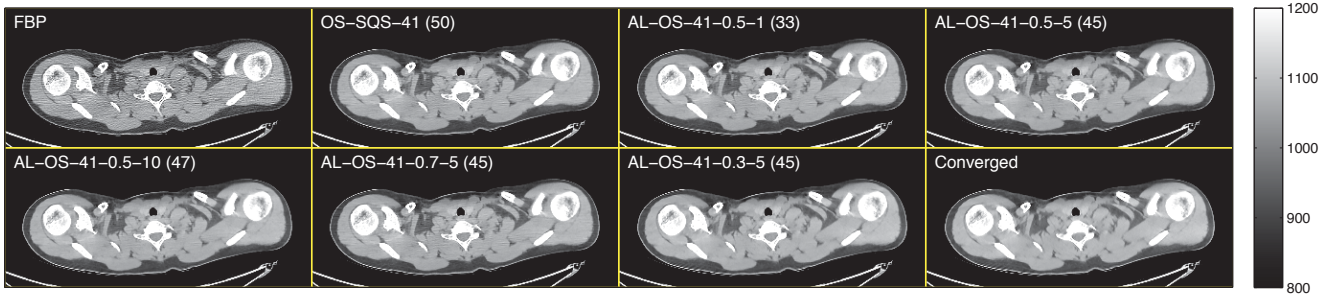 FBP
OS−SQS−41 (50)
AL−OS−41−0.5−1 (33)
AL−OS−41−0.5−5 (45)
AL−OS−41−0.5−10 (47)
AL−OS−41−0.7−5 (45)
AL−OS−41−0.3−5 (45)
Converged
1200
1100
1000
900
800